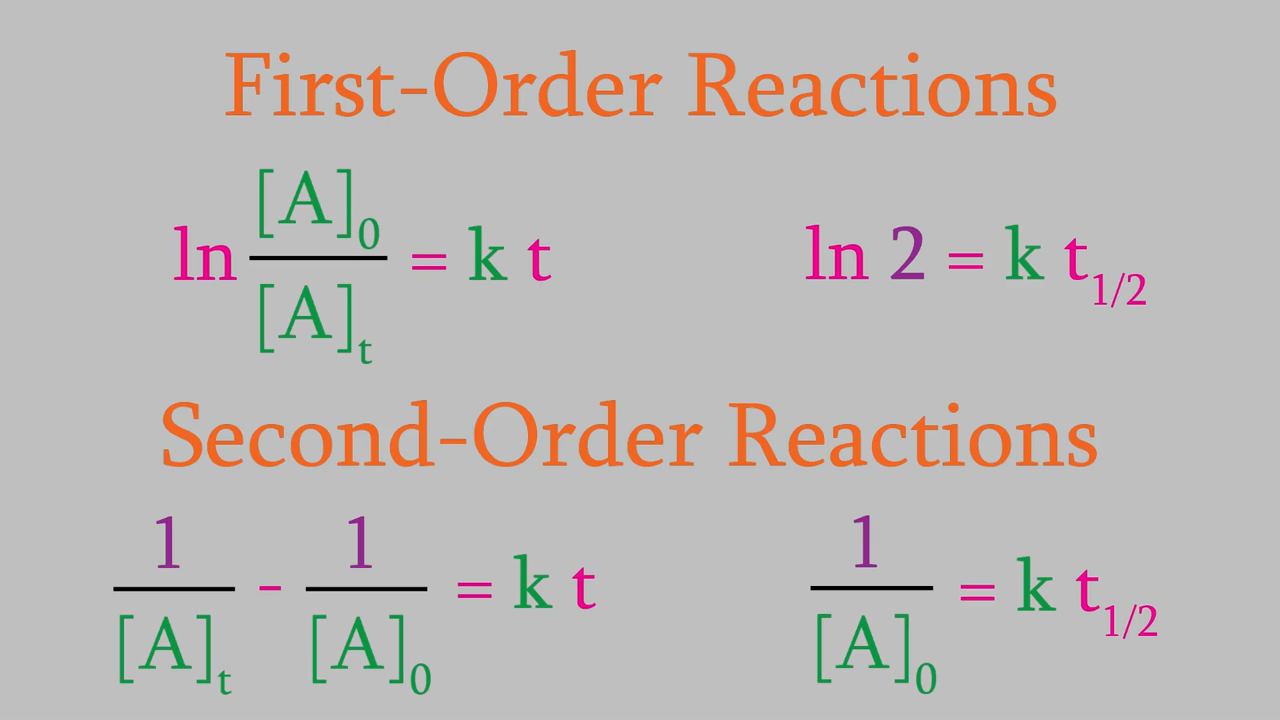 First-Order Reactions
ln [A]₀ / [A]ₜ = k t
ln 2 = k t₁/₂
Second-Order Reactions
1 / [A]ₜ - 1 / [A]₀ = k t
1 / [A]₀ = k t₁/₂